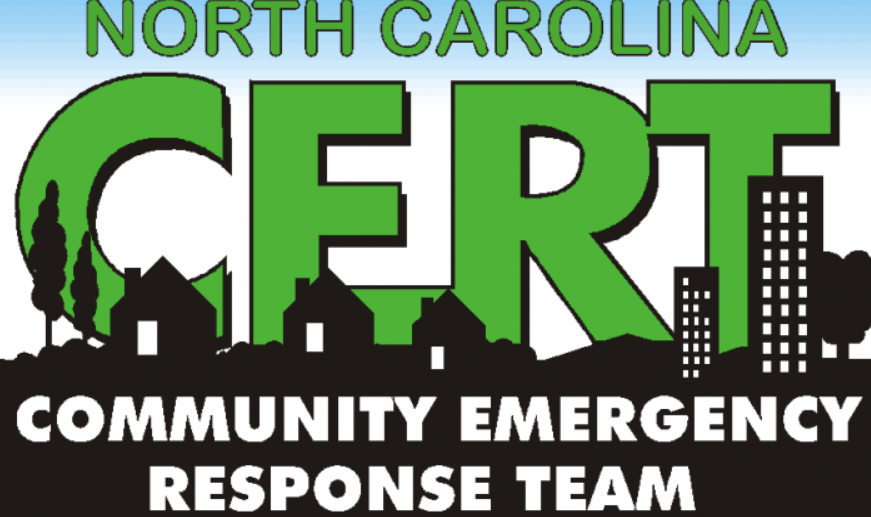 NORTH CAROLINA
CERT
COMMUNITY EMERGENCY
RESPONSE TEAM